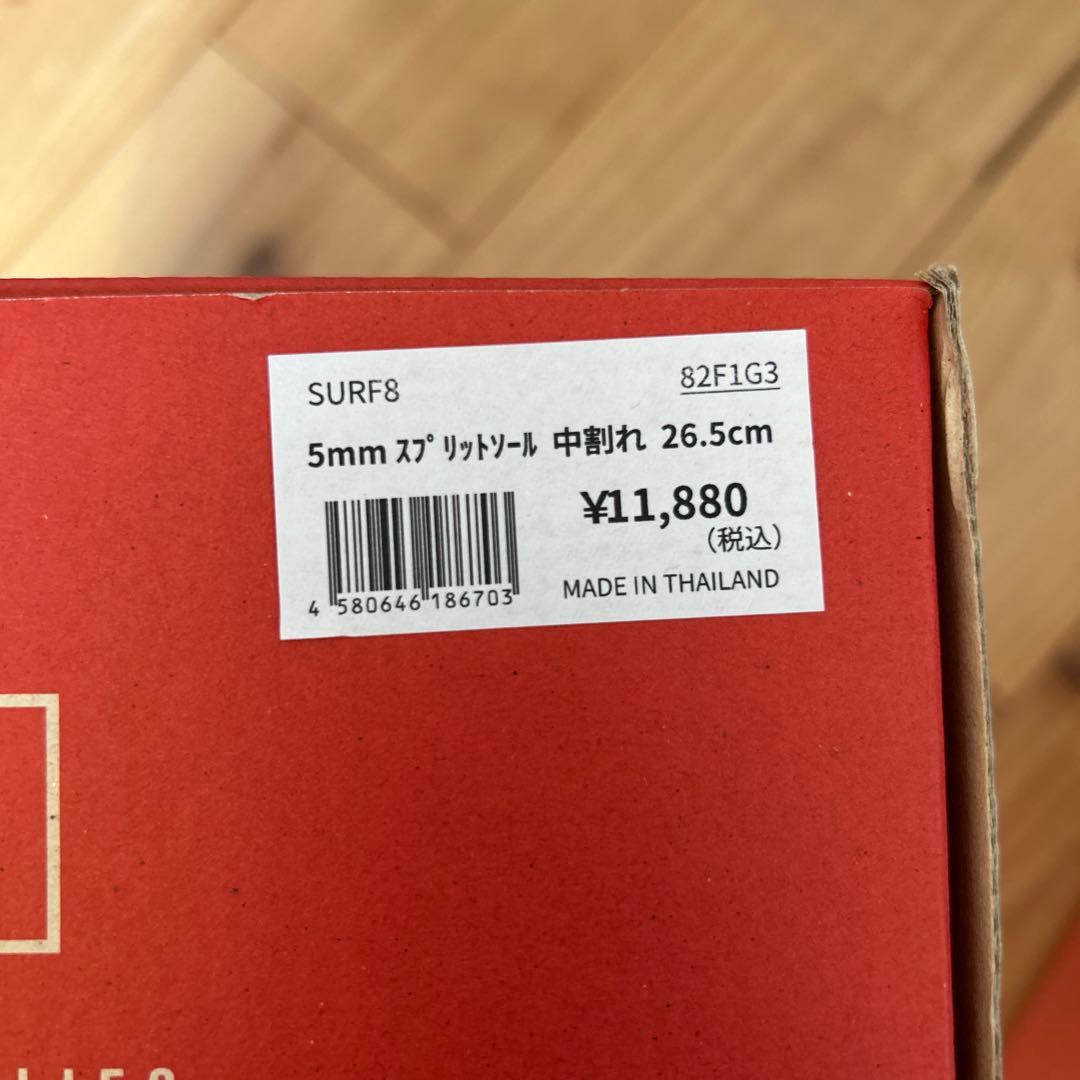 SURF8 82F1G3
5mm ｽﾌﾟﾘｯﾄｿｰﾙ 中割れ 26.5cm
¥11,880
（税込）
4 580646 186703
MADE IN THAILAND